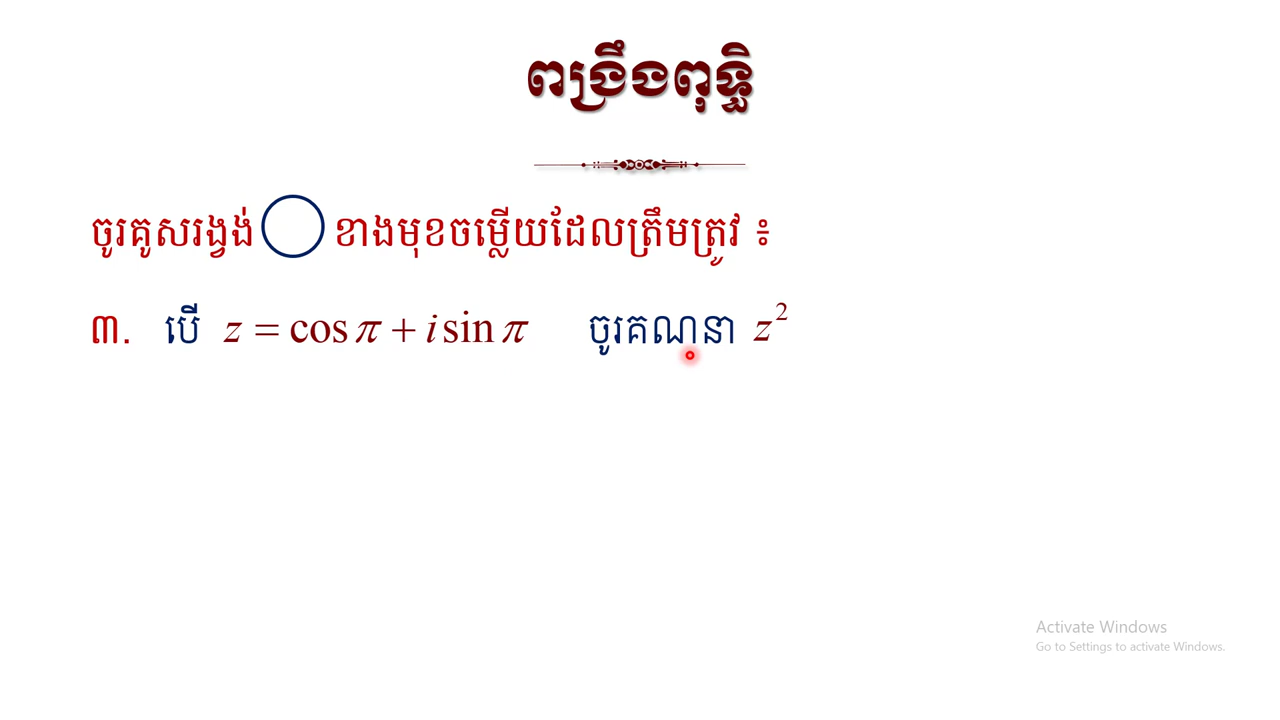 ពង្រឹងពុទ្ធិ
ចូរគូសរង្វង់ ខាងមុខចម្លើយដែលត្រឹមត្រូវ ៖
៣. បើ z = cos π + i sin π ចូរគណនា z²
Activate Windows
Go to Settings to activate Windows.